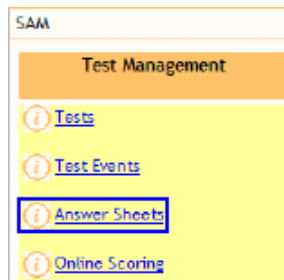 SAM
Test Management
Tests
Test Events
Answer Sheets
Online Scoring